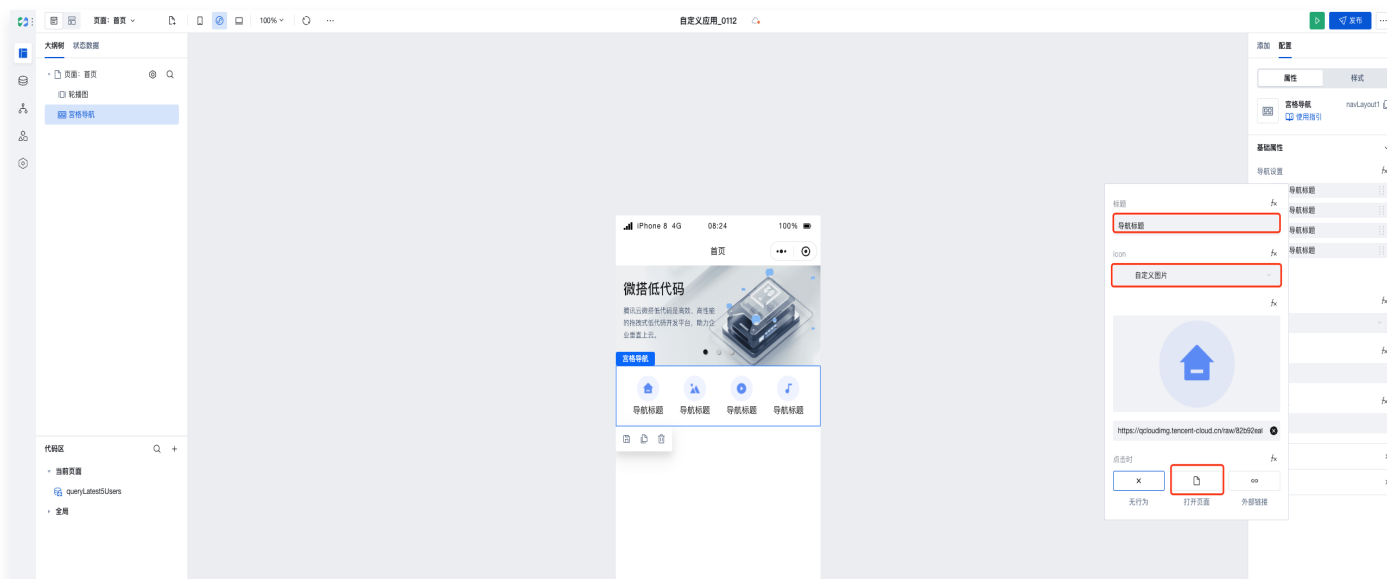 页面：首页
100%
自定义应用_0112
发布
大纲树 状态数据
添加 配置
页面：首页
属性 样式
轮播图
宫格导航
宫格导航 navLayout1
使用指引
基础属性
导航设置
导航标题
导航标题
导航标题
导航标题
标题
导航标题
Icon
自定义图片
https://qcloudimg.tencent-cloud.cn/raw/82b92eal
点击时
无行为 打开页面 外部链接
iPhone 8 4G 08:24 100%
首页
微搭低代码
腾讯云微搭低代码是高效、高性能
的拖拽式低代码开发平台，助力企
业垂直上云。
宫格导航
导航标题 导航标题 导航标题 导航标题
代码区
当前页面
queryLatest5Users
全局